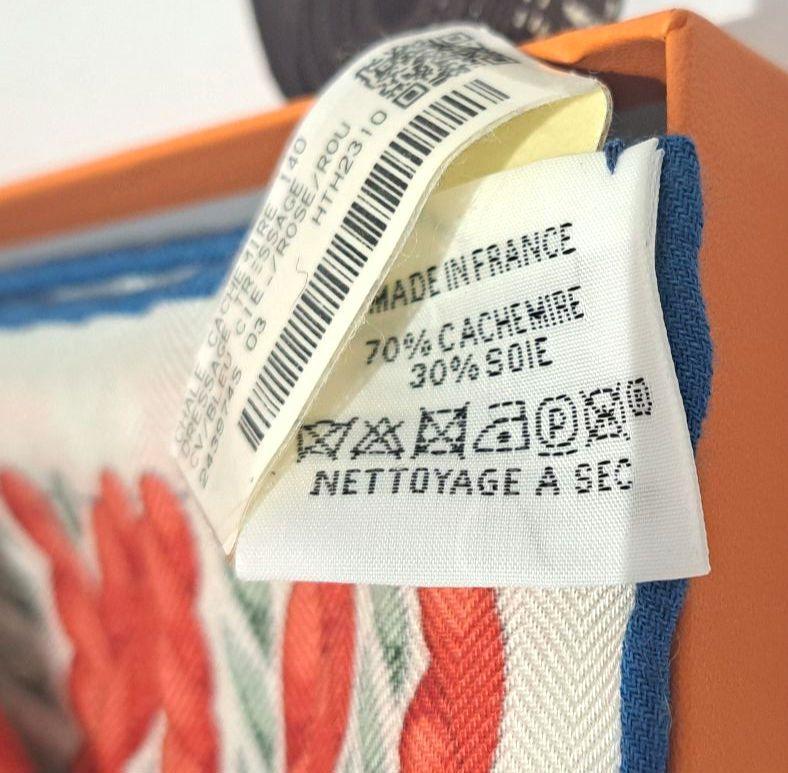 CHALE CACHEMIRE 140
DRESSAGE TRESSAGE
CV/BLEU CIEL/ROSE/ROU
243974S 03 HTH2310
MADE IN FRANCE
70% CACHEMIRE
30% SOIE
P
®
NETTOYAGE A SEC